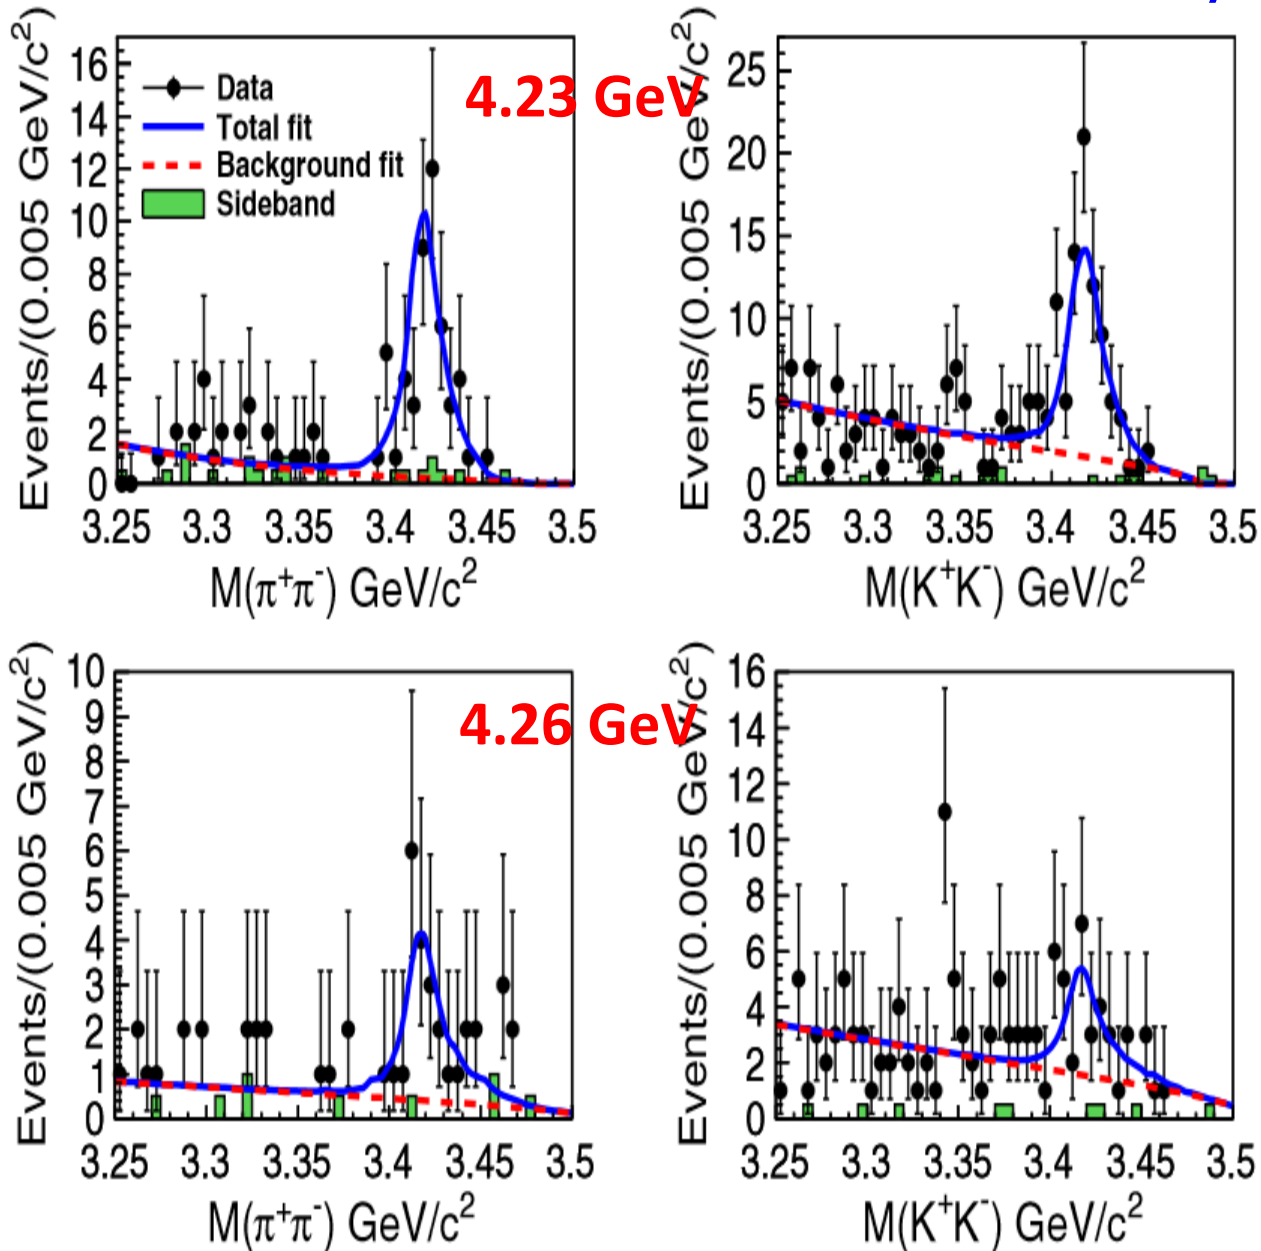 4.23 GeV
Events/(0.005 GeV/c²)
16
14
12
10
8
6
4
2
0
Data
Total fit
Background fit
Sideband
3.25 3.3 3.35 3.4 3.45 3.5
M(π⁺π⁻) GeV/c²
Events/(0.005 GeV/c²)
25
20
15
10
5
0
3.25 3.3 3.35 3.4 3.45 3.5
M(K⁺K⁻) GeV/c²
4.26 GeV
Events/(0.005 GeV/c²)
10
9
8
7
6
5
4
3
2
1
0
3.25 3.3 3.35 3.4 3.45 3.5
M(π⁺π⁻) GeV/c²
Events/(0.005 GeV/c²)
16
14
12
10
8
6
4
2
0
3.25 3.3 3.35 3.4 3.45 3.5
M(K⁺K⁻) GeV/c²